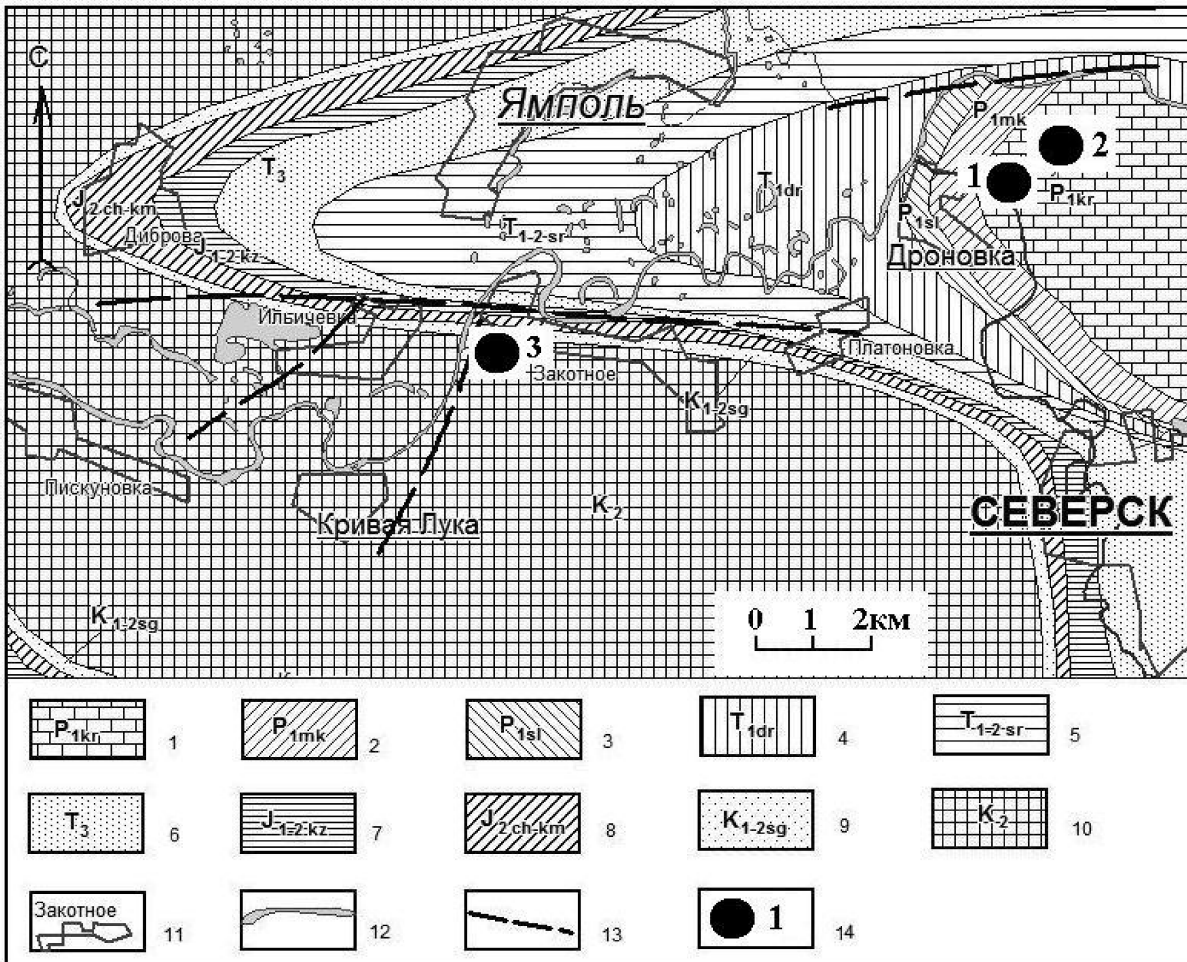 С
ЯМПОЛЬ
P1mk
2
T3
T1dr
1
P1kr
J2 ch-km
P1sl
Диброва
T1-2-sr
J1-2-kz
Дроновка
Ильичевка
3
Платоновка
Закотное
K1-2sg
Пискуновка
K2
СЕВЕРСК
Кривая Лука
K1-2sg
0 1 2км
P1kr 1
P1mk 2
P1sl 3
T1dr 4
T1-2-sr 5
T3 6
J1-2-kz 7
J2 ch-km 8
K1-2sg 9
K2 10
Закотное 11
12
13
1 14